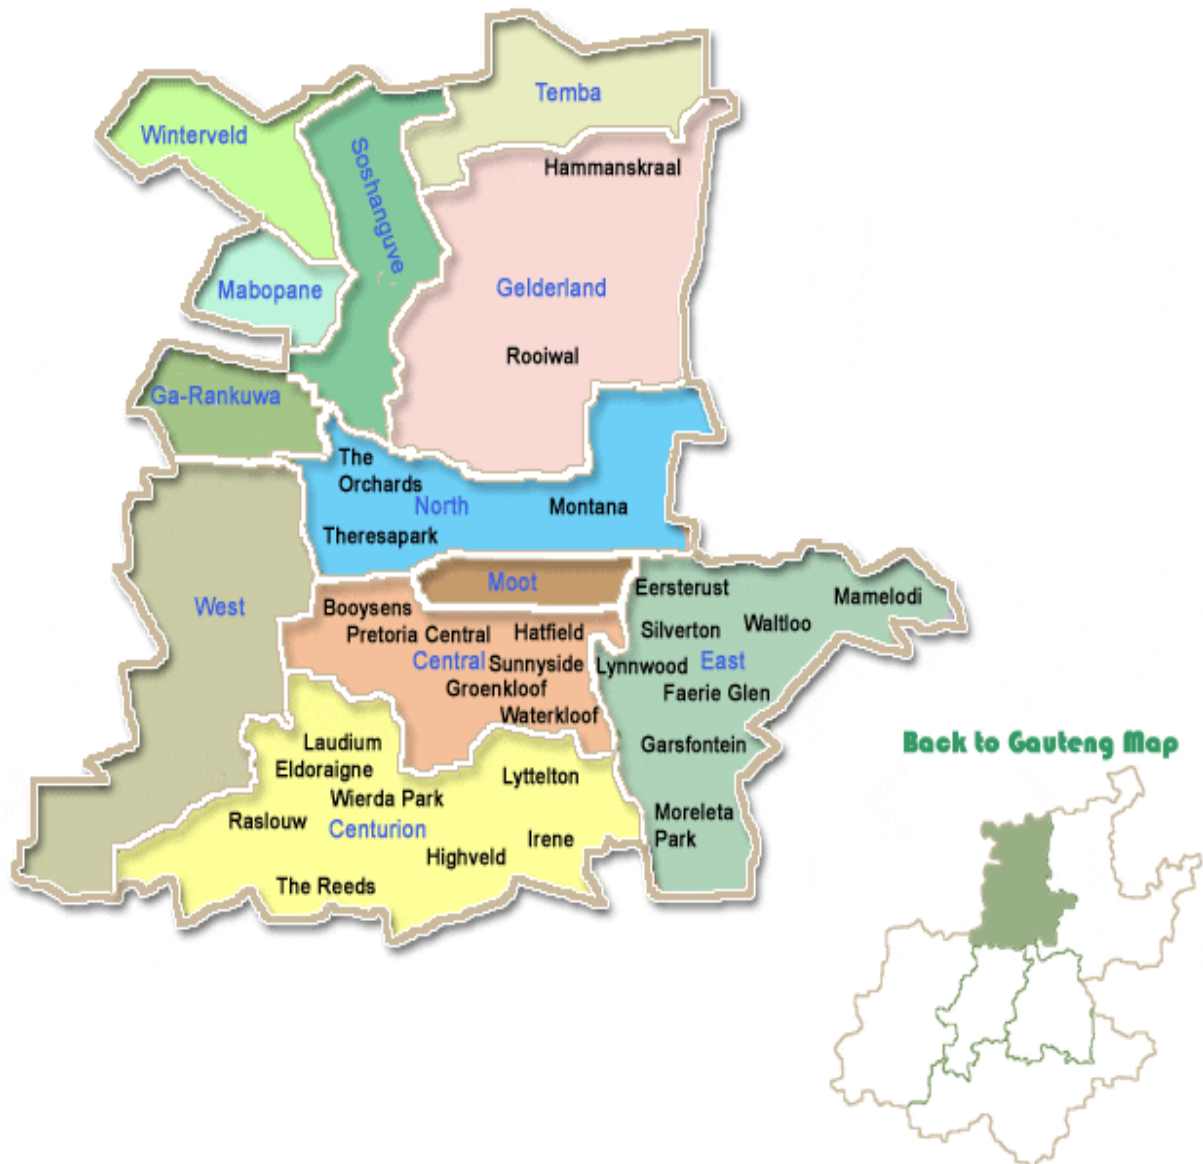 Temba
Winterveld
Soshanguve
Hammanskraal
Mabopane
Gelderland
Rooiwal
Ga-Rankuwa
The
Orchards
North
Montana
Theresapark
Moot
West
Booysens
Eersterust
Mamelodi
Pretoria Central
Hatfield
Silverton
Waltloo
Central
Sunnyside
Lynnwood
East
Groenkloof
Faerie Glen
Waterkloof
Laudium
Garsfontein
Back to Gauteng Map
Eldoraigne
Lyttelton
Wierda Park
Raslouw
Centurion
Moreleta
Park
Irene
Highveld
The Reeds